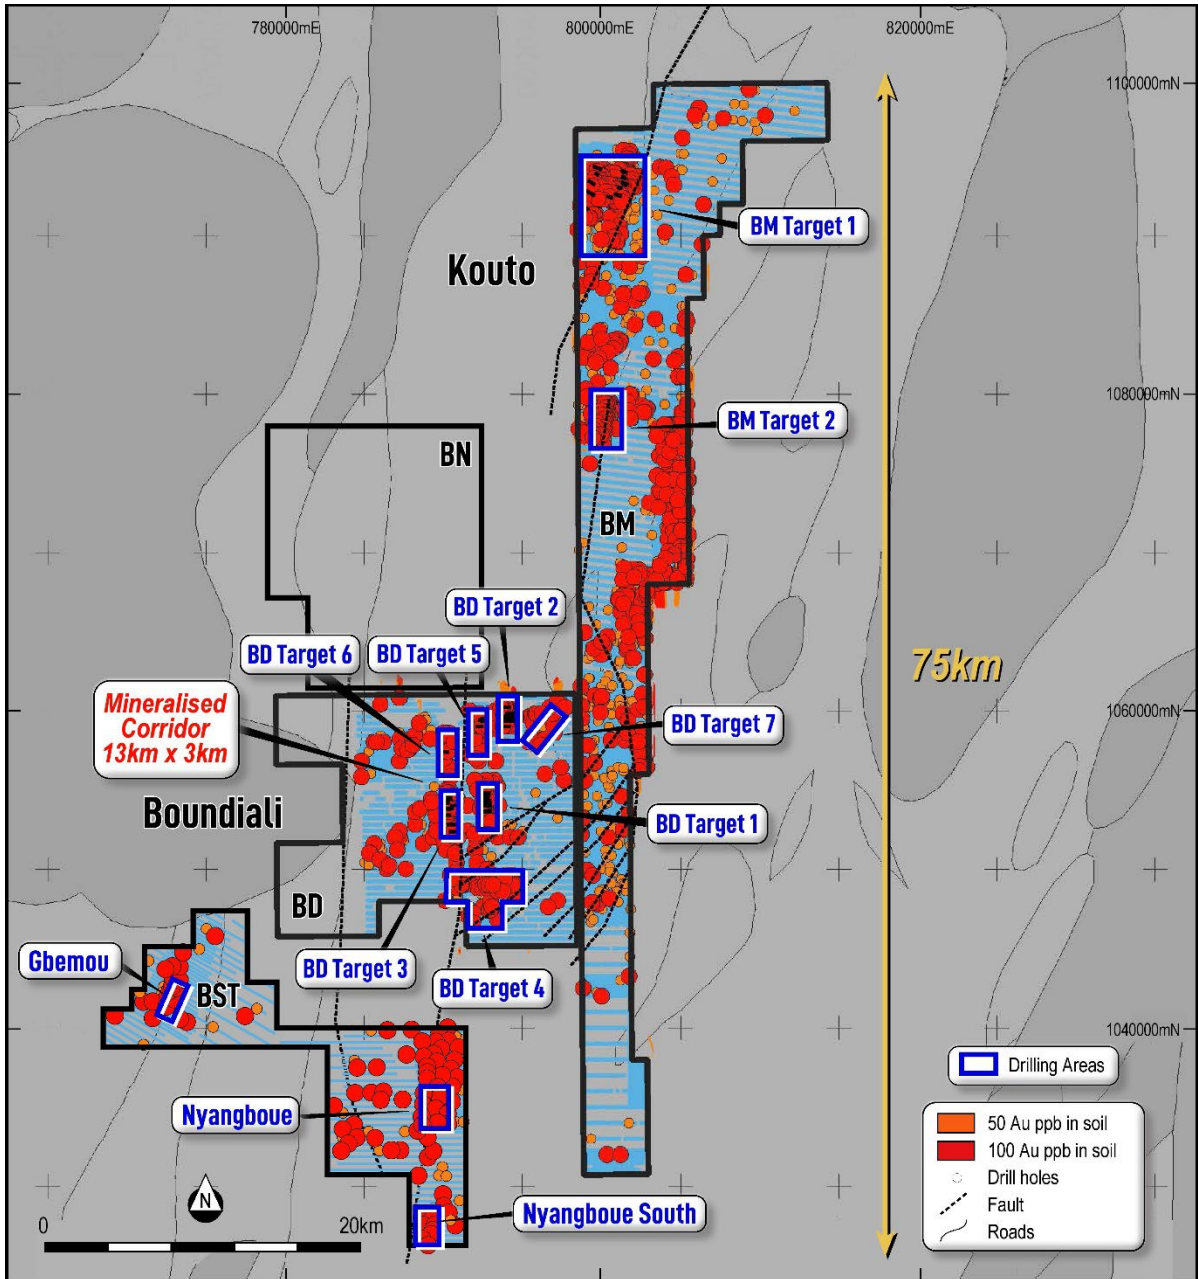 780000mE
800000mE
820000mE
1100000mN
BM Target 1
Kouto
1080000mN
BM Target 2
BN
BM
BD Target 2
BD Target 6
BD Target 5
75km
Mineralised
Corridor
13km x 3km
1060000mN
BD Target 7
Boundiali
BD Target 1
BD
Gbemou
BD Target 3
BD Target 4
BST
1040000mN
Drilling Areas
Nyangboue
50 Au ppb in soil
100 Au ppb in soil
Drill holes
Fault
Roads
N
Nyangboue South
0
20km